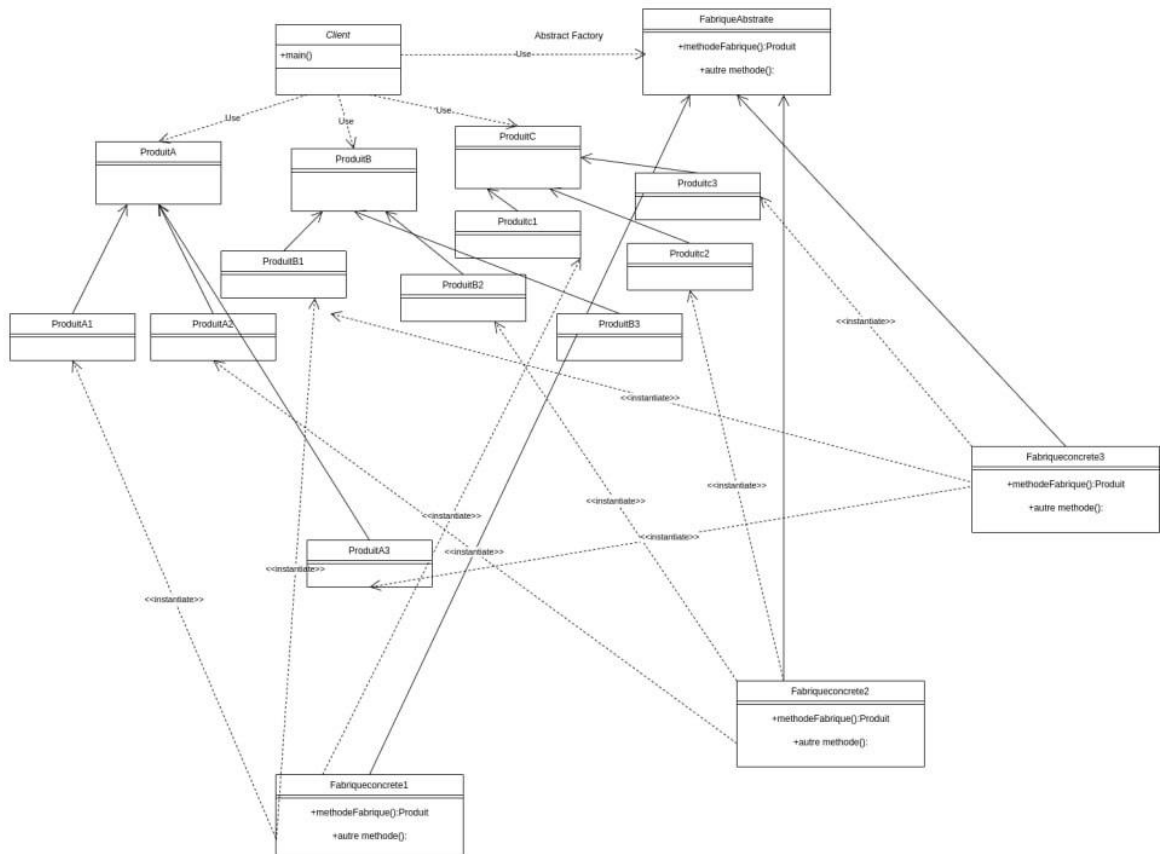 FabriqueAbstraite
Client
Abstract Factory
+main()
+methodeFabrique():Produit
Use
+autre methode():
Use
Use
Use
ProduitC
ProduitA
ProduitB
Produitc3
Produitc1
Produitc2
ProduitB1
ProduitB2
ProduitA1
ProduitA2
ProduitB3
<<instantiate>>
<<instantiate>>
Fabriqueconcrete3
+methodeFabrique():Produit
<<instantiate>>
<<instantiate>>
+autre methode():
<<instantiate>>
<<instantiate>>
<<instantiate>>
ProduitA3
<<instantiate>>
<<instantiate>>
Fabriqueconcrete2
+methodeFabrique():Produit
+autre methode():
Fabriqueconcrete1
+methodeFabrique():Produit
+autre methode():